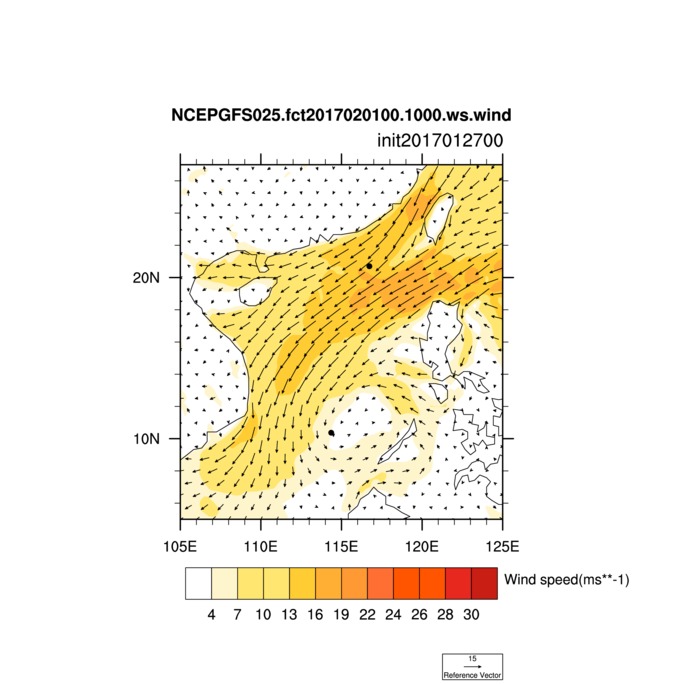 NCEPGFS025.fct2017020100.1000.ws.wind
init2017012700
20N
10N
105E 110E 115E 120E 125E
Wind speed(ms**-1)
4 7 10 13 16 19 22 24 26 28 30
15
Reference Vector